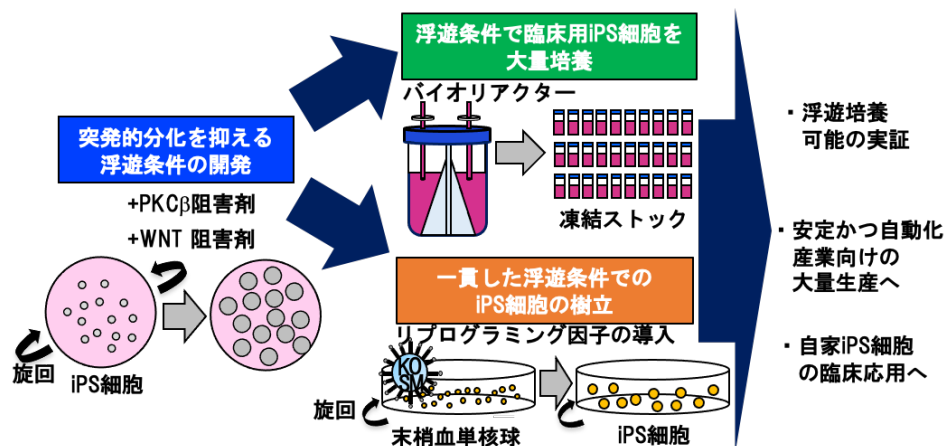 突発的分化を抑える
浮遊条件の開発
+PKCβ阻害剤
+WNT 阻害剤
旋回
iPS細胞
浮遊条件で臨床用iPS細胞を
大量培養
バイオリアクター
凍結ストック
一貫した浮遊条件での
iPS細胞の樹立
リプログラミング因子の導入
KO
SM
旋回
末梢血単核球
iPS細胞
・浮遊培養
可能の実証
・安定かつ自動化
産業向けの
大量生産へ
・自家iPS細胞
の臨床応用へ